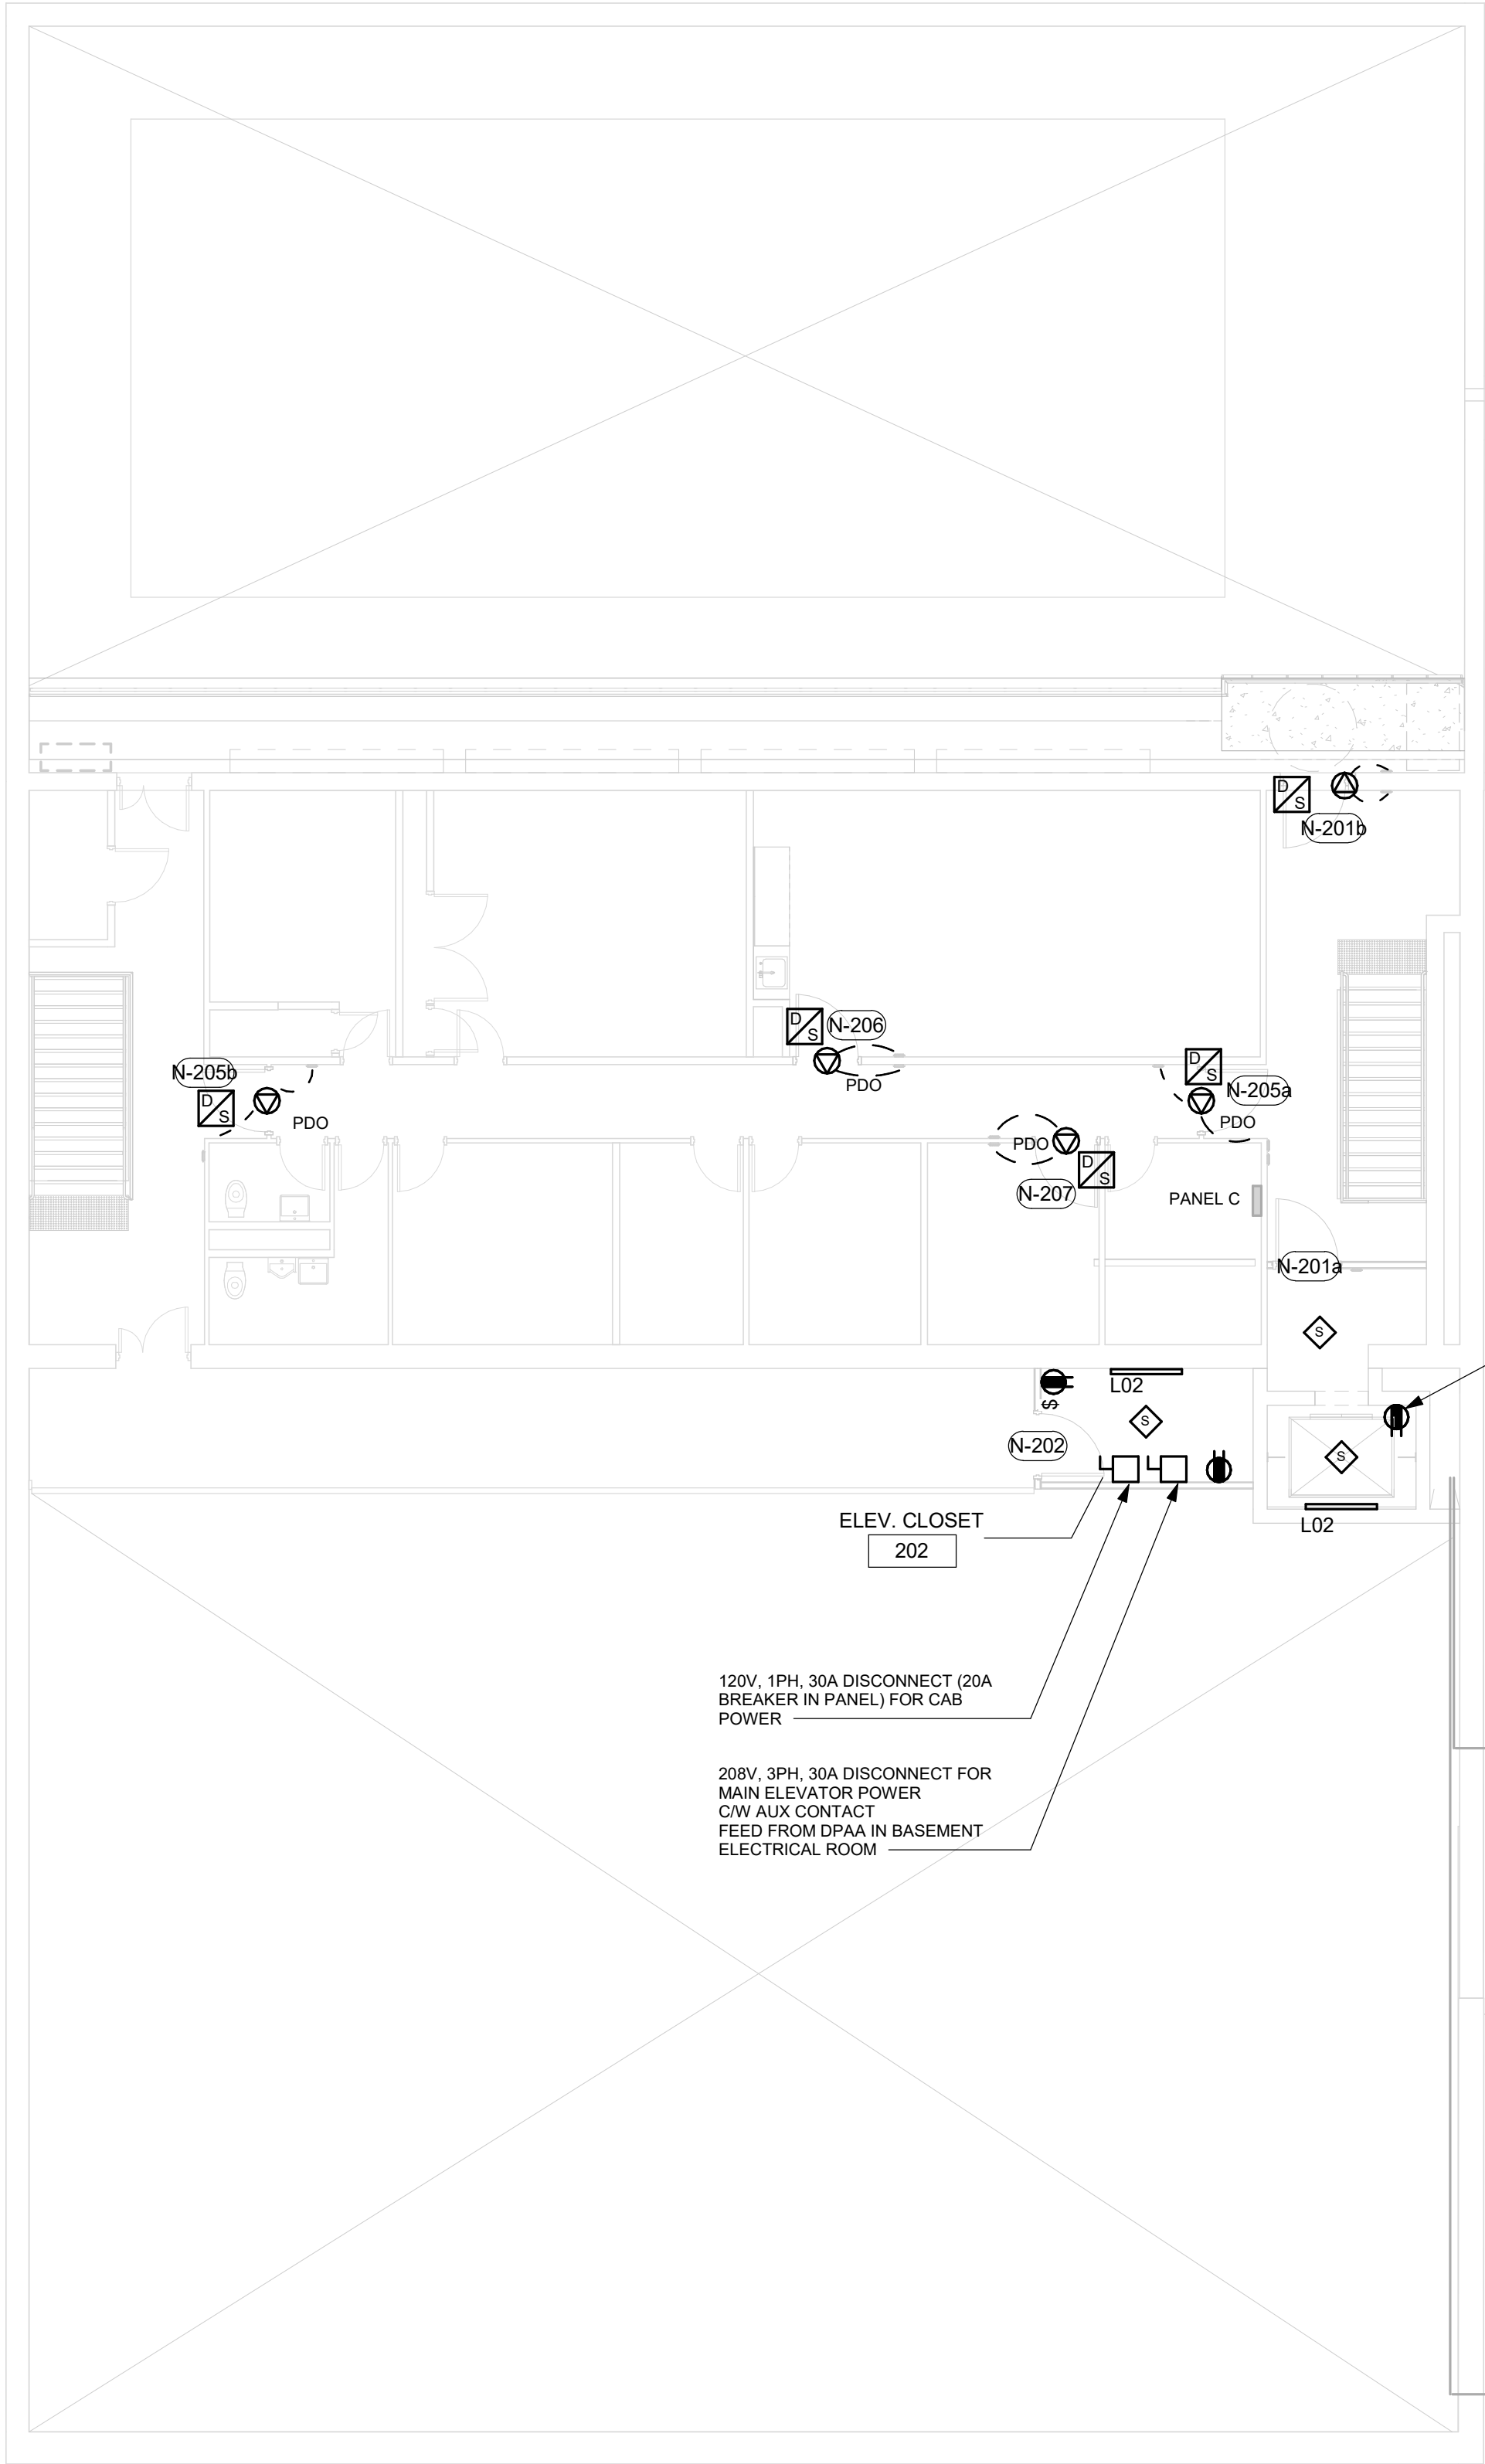 D
S
N-201b
D
S
N-206
PDO
D
S
N-205a
PDO
N-205b
D
S
PDO
PDO
D
S
N-207
PANEL C
N-201a
S
L02
$
S
N-202
S
L02
ELEV. CLOSET
202
120V, 1PH, 30A DISCONNECT (20A
BREAKER IN PANEL) FOR CAB
POWER
208V, 3PH, 30A DISCONNECT FOR
MAIN ELEVATOR POWER
C/W AUX CONTACT
FEED FROM DPAA IN BASEMENT
ELECTRICAL ROOM